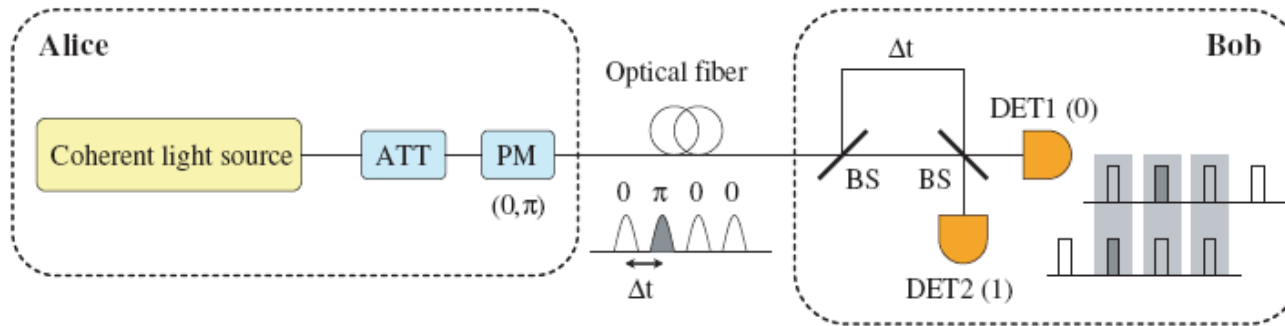 Alice
Coherent light source
ATT
PM
(0,π)
Optical fiber
0 π 0 0
Δt
Bob
Δt
BS
BS
DET1 (0)
DET2 (1)